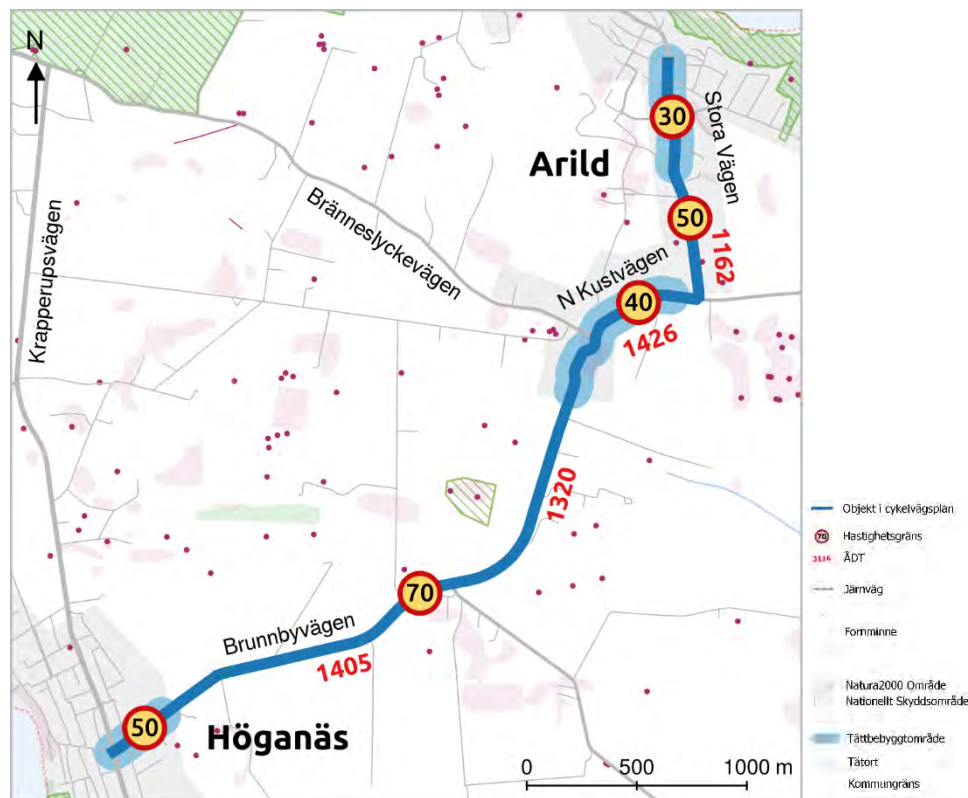 N
30
Stora Vägen
Arild
50
1162
Bränneslyckevägen
Krapperupsvägen
N Kustvägen
40
1426
1320
70
Brunnbyvägen
1405
50
Höganäs
0 500 1000 m
Objekt i cykelvägsplan
70 Hastighetsgräns
3116 ÅDT
Järnväg
Fornminne
Natura2000 Område
Nationellt Skyddsområde
Tättbebyggtområde
Tätort
Kommungräns